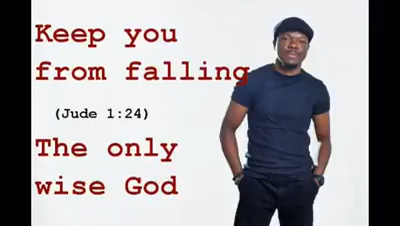 Keep you
from falling
(Jude 1:24)
The only
wise God